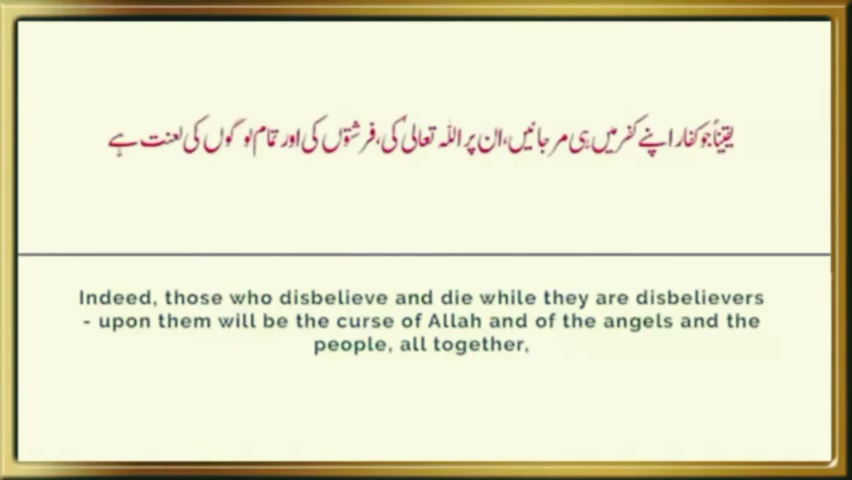 یقیناً جو کفار اپنے کفر میں ہی مرجائیں، ان پر اللہ تعالیٰ کی، فرشتوں کی اور تمام لوگوں کی لعنت ہے
Indeed, those who disbelieve and die while they are disbelievers
- upon them will be the curse of Allah and of the angels and the
people, all together,